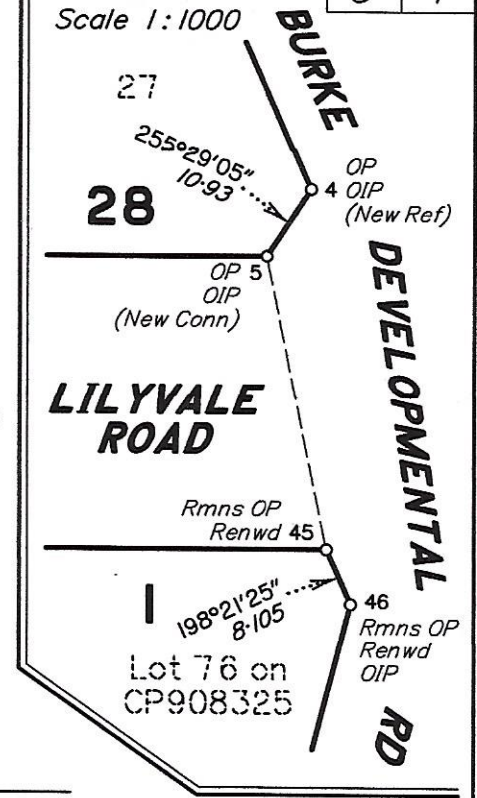 Scale 1:1000
BURKE
27
255°29'05"
10·93
28
4
OP
OIP
(New Ref)
OP 5
OIP
(New Conn)
DEVELOPMENTAL
LILYVALE
ROAD
Rmns OP
Renwd 45
1
198°21'25"
8·105
46
Rmns OP
Renwd
OIP
Lot 76 on
CP908325
RD